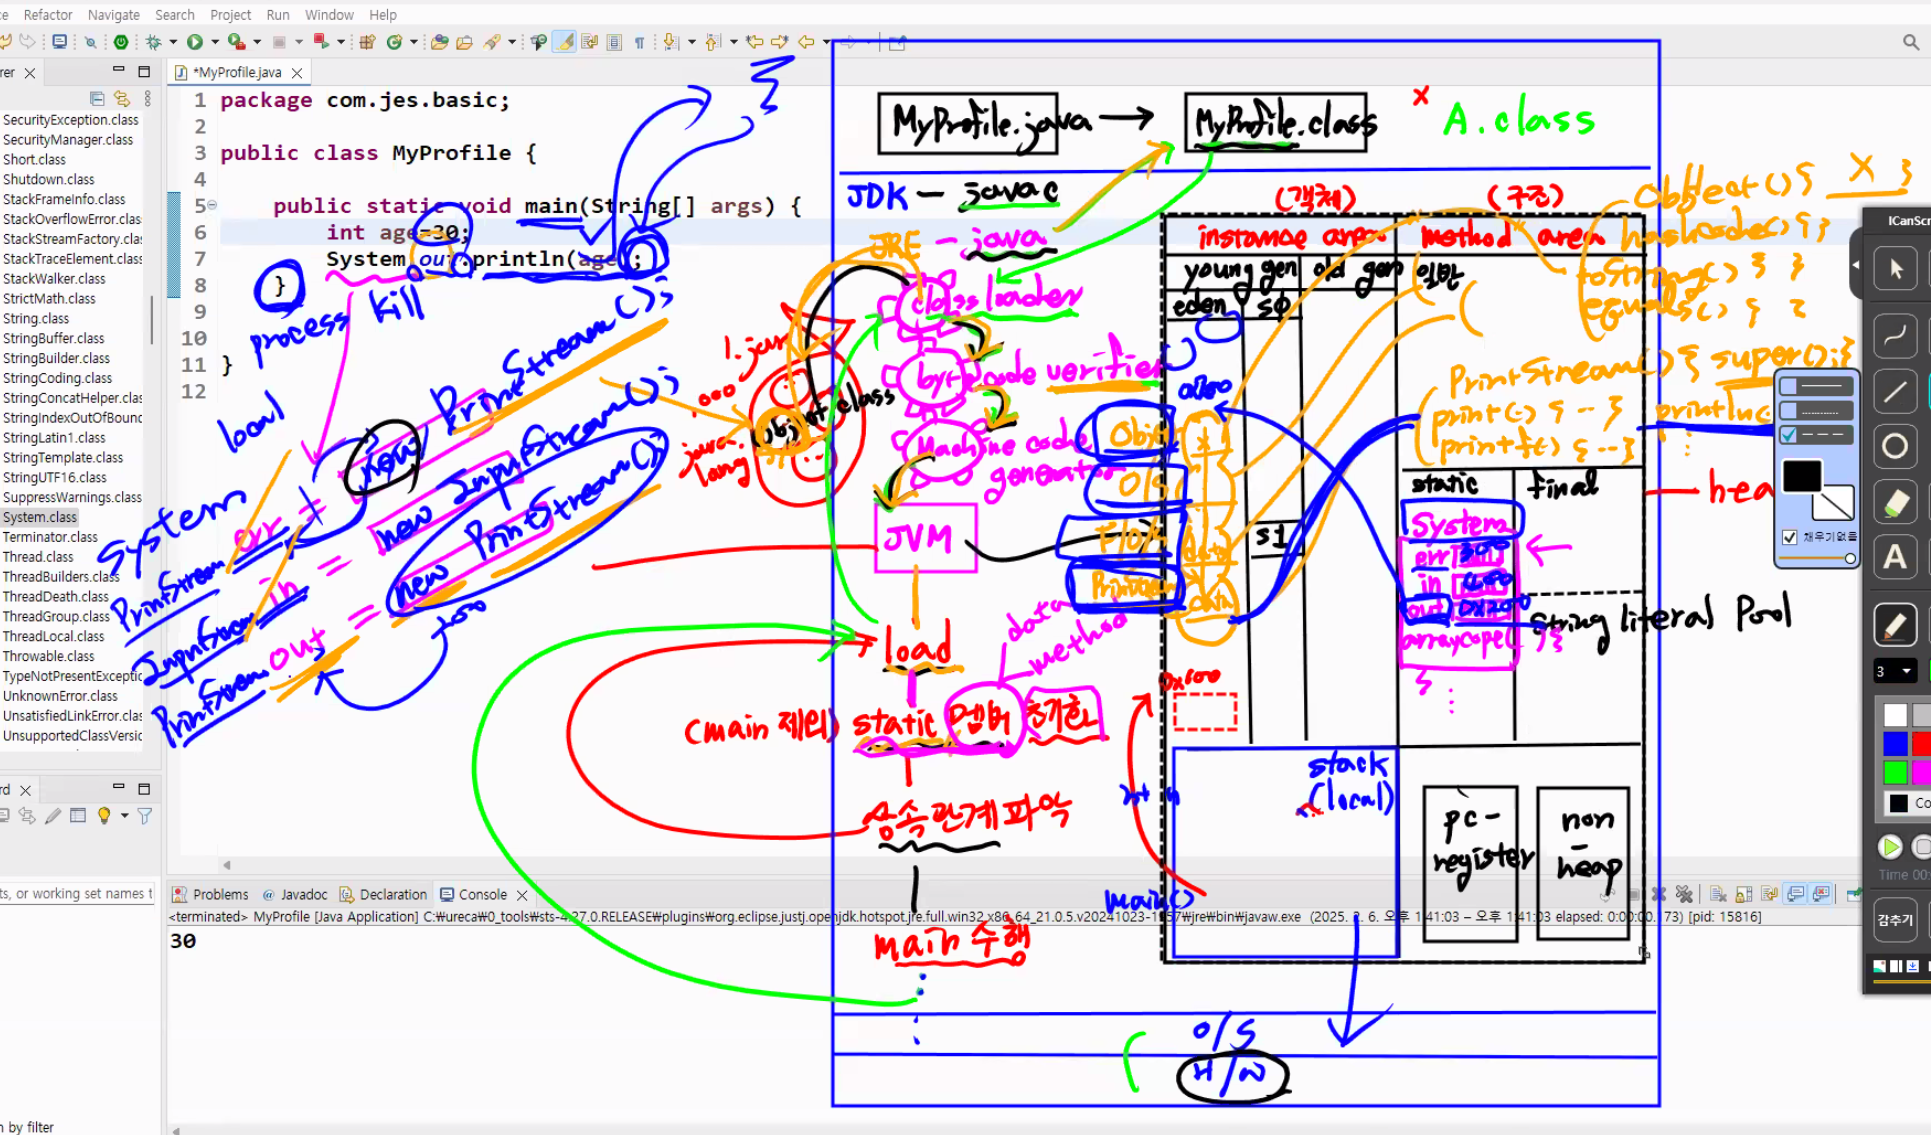 Refactor Navigate Search Project Run Window Help
*MyProfile.java
SecurityException.class
SecurityManager.class
Short.class
Shutdown.class
StackFrameInfo.class
StackOverflowError.clas
StackStreamFactory.clas
StackTraceElement.class
StackWalker.class
StrictMath.class
String.class
StringBuffer.class
StringBuilder.class
StringCoding.class
StringConcatHelper.clas
StringIndexOutOfBounc
StringLatin1.class
StringTemplate.class
StringUTF16.class
SuppressWarnings.class
System.class
Terminator.class
Thread.class
ThreadBuilders.class
ThreadDeath.class
ThreadGroup.class
ThreadLocal.class
Throwable.class
TypeNotPresentExceptic
UnknownError.class
UnsatisfiedLinkError.clas
UnsupportedClassVersic
1 package com.jes.basic;
2
3 public class MyProfile {
4
5 public static void main(String[] args) {
6 int age=30;
7 System.out.println(age);
8 }
9
10
11 }
12
process kill
local
System
PrintStream err = new PrintStream();
InputStream in = new InputStream();
PrintStream out = new PrintStream();
MyProfile.java → MyProfile.class
x A.class
JDK - javac
JRE - java
class loader
byte code verifier
Machine code generator
object class
java.lang
JVM
load
data
method
(main 제외) static 멤버 초기화
상속관계 파악
main 수행
(객체) (구조)
instance area method area
young gen old gen 일반
eden s0
s1
0x600
static final
System
err 300
in
out 0x200
arraycopy( ){
}
String literal Pool
Object(){ X }
hashcode(){}
toString() { }
equals() { }
PrintStream() { super(); }
print() { - }
println(
printf() { - }
stack
(local)
main()
pc-register
non-heap
O/S
H/W
Problems Javadoc Declaration Console
<terminated> MyProfile [Java Application] C:₩ureca₩0_tools₩sts-4.27.0.RELEASE₩plugins₩org.eclipse.justj.openjdk.hotspot.jre.full.win32.x86_64_21.0.5.v20241023-1957₩jre₩bin₩javaw.exe (2025. 2. 6. 오후 1:41:03 – 오후 1:41:03 elapsed: 0:00:00.173) [pid: 15816]
30
ts, or working set names t
n by filter
ICanScr
채우기없음
A
3
Co
Time 00:
감추기